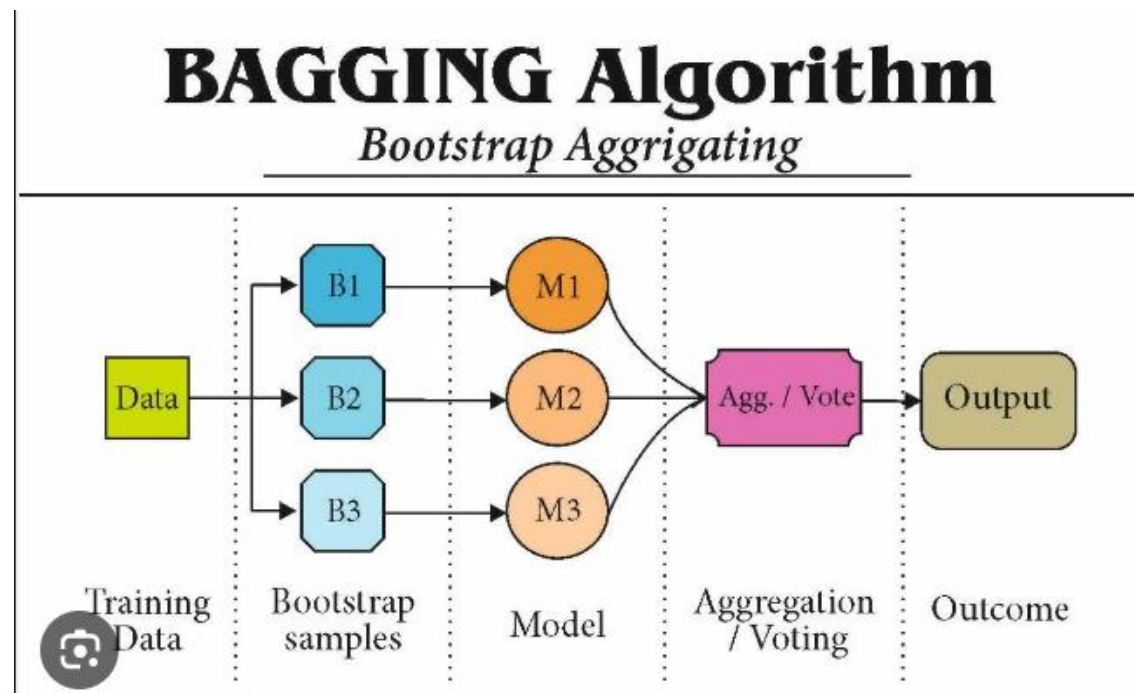 BAGGING Algorithm
Bootstrap Aggrigating
B1
M1
Data
B2
M2
Agg. / Vote
Output
B3
M3
Training
Data
Bootstrap
samples
Model
Aggregation
/ Voting
Outcome